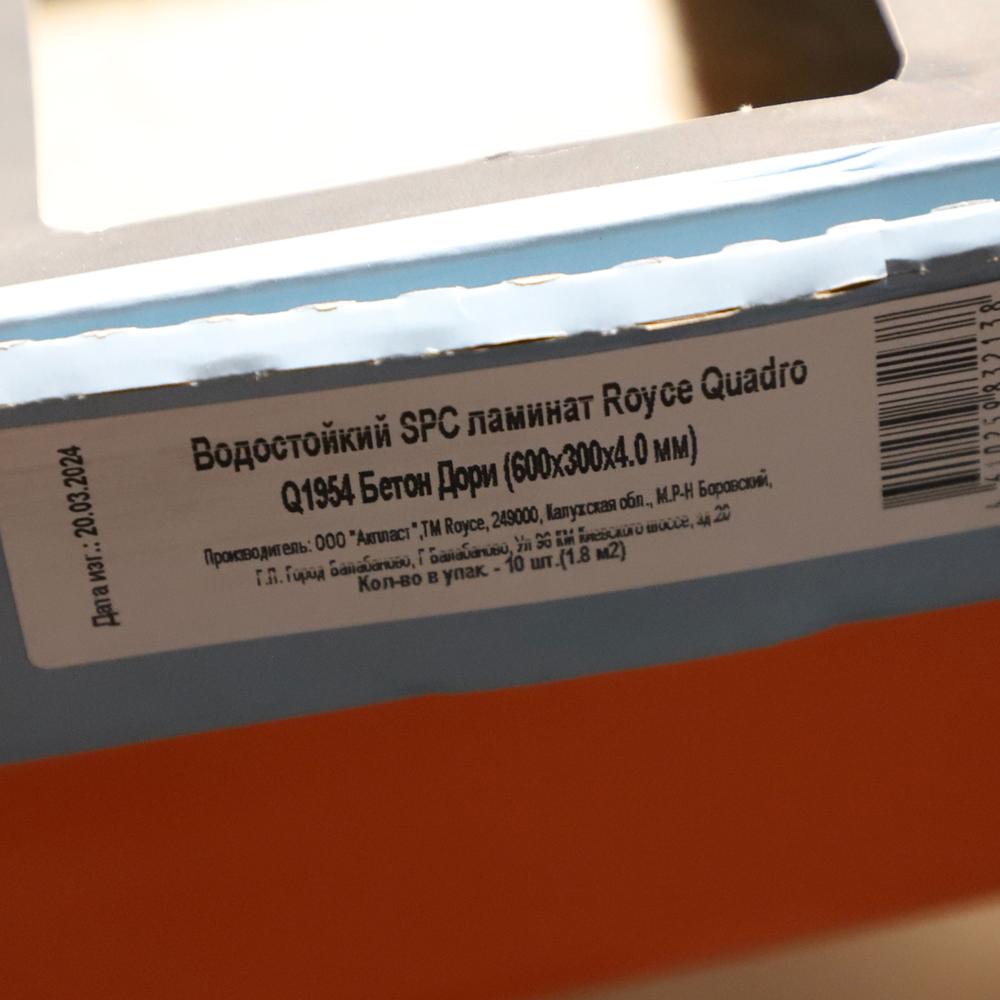 Водостойкий SPC ламинат Royce Quadro
Q1954 Бетон Дори (600x300x4.0 мм)
Производитель: ООО "Акпласт",ТМ Royce, 249000, Калужская обл., М.Р-Н Боровский,
Г.П. Город Балабаново, Г Балабаново, Ул 96 КМ Киевского шоссе, зд 20
Кол-во в упак. - 10 шт.(1.8 м2)
Дата изг.: 20.03.2024